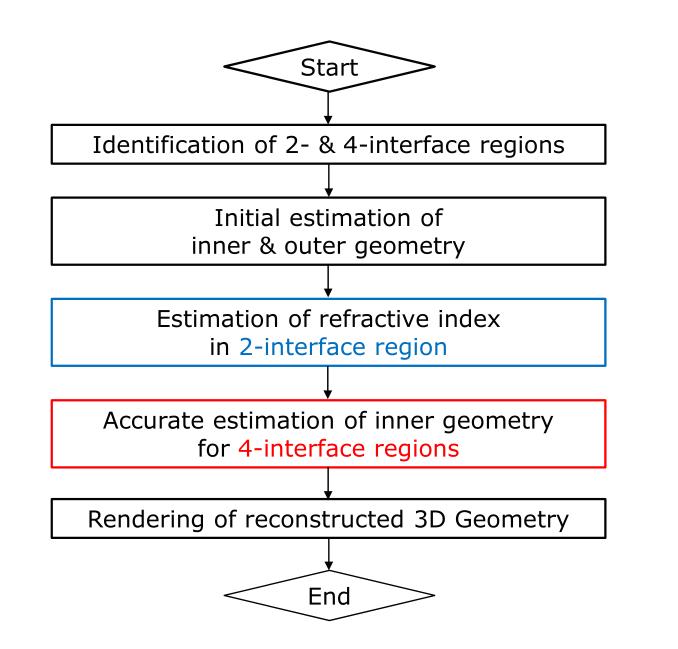 Start
Identification of 2- & 4-interface regions
Initial estimation of
inner & outer geometry
Estimation of refractive index
in 2-interface region
Accurate estimation of inner geometry
for 4-interface regions
Rendering of reconstructed 3D Geometry
End